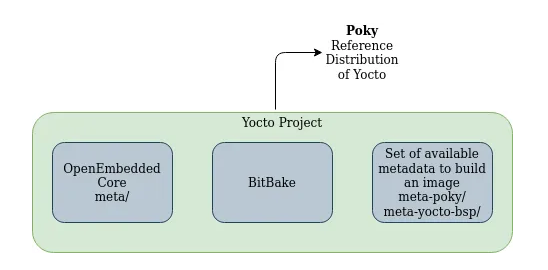 Poky
Reference
Distribution
of Yocto
Yocto Project
OpenEmbedded
Core
meta/
BitBake
Set of available
metadata to build
an image
meta-poky/
meta-yocto-bsp/